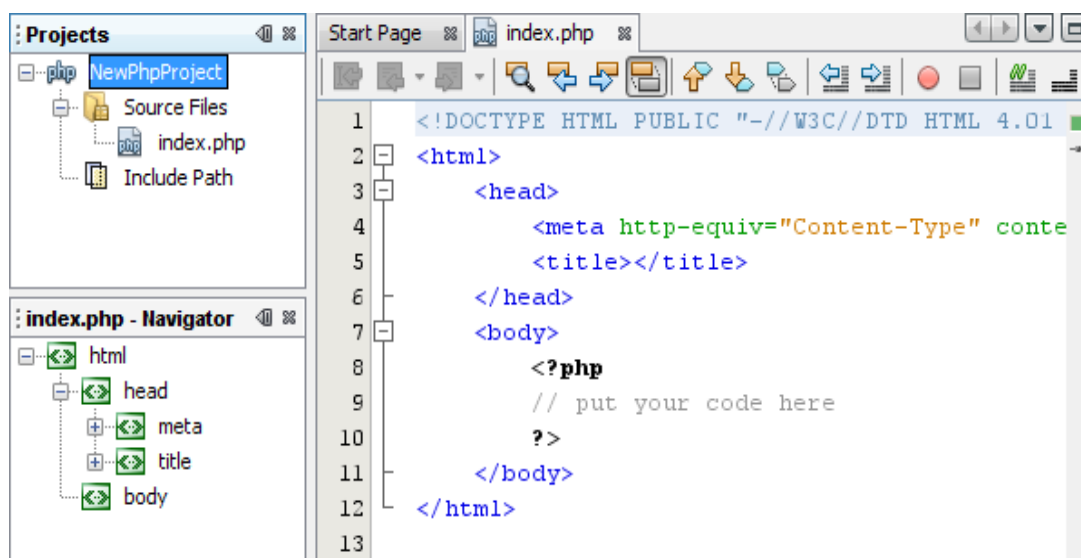 Projects
NewPhpProject
Source Files
index.php
Include Path
index.php - Navigator
html
head
meta
title
body
Start Page
index.php
1 <!DOCTYPE HTML PUBLIC "-//W3C//DTD HTML 4.01
2 <html>
3 <head>
4 <meta http-equiv="Content-Type" conte
5 <title></title>
6 </head>
7 <body>
8 <?php
9 // put your code here
10 ?>
11 </body>
12 </html>
13